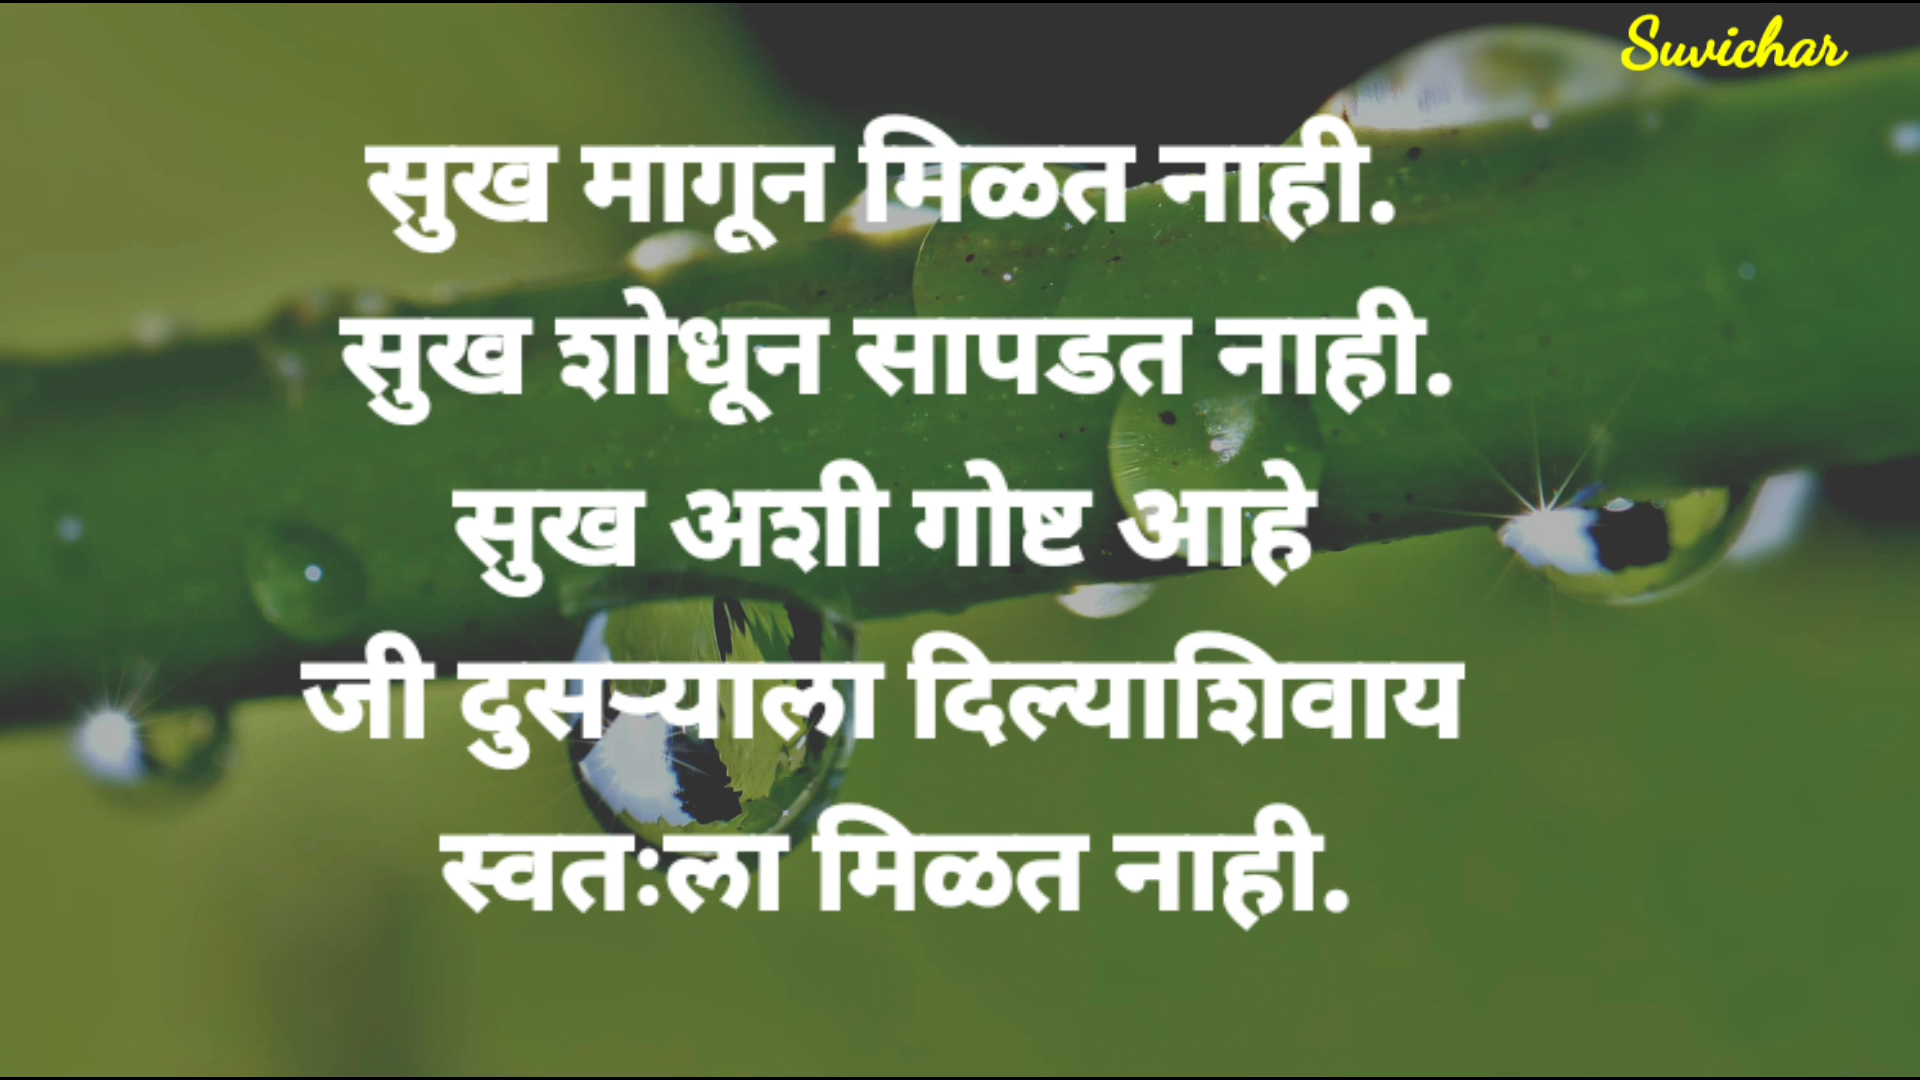 Suvichar
सुख मागून मिळत नाही.
सुख शोधून सापडत नाही.
सुख अशी गोष्ट आहे
जी दुसऱ्याला दिल्याशिवाय
स्वतःला मिळत नाही.